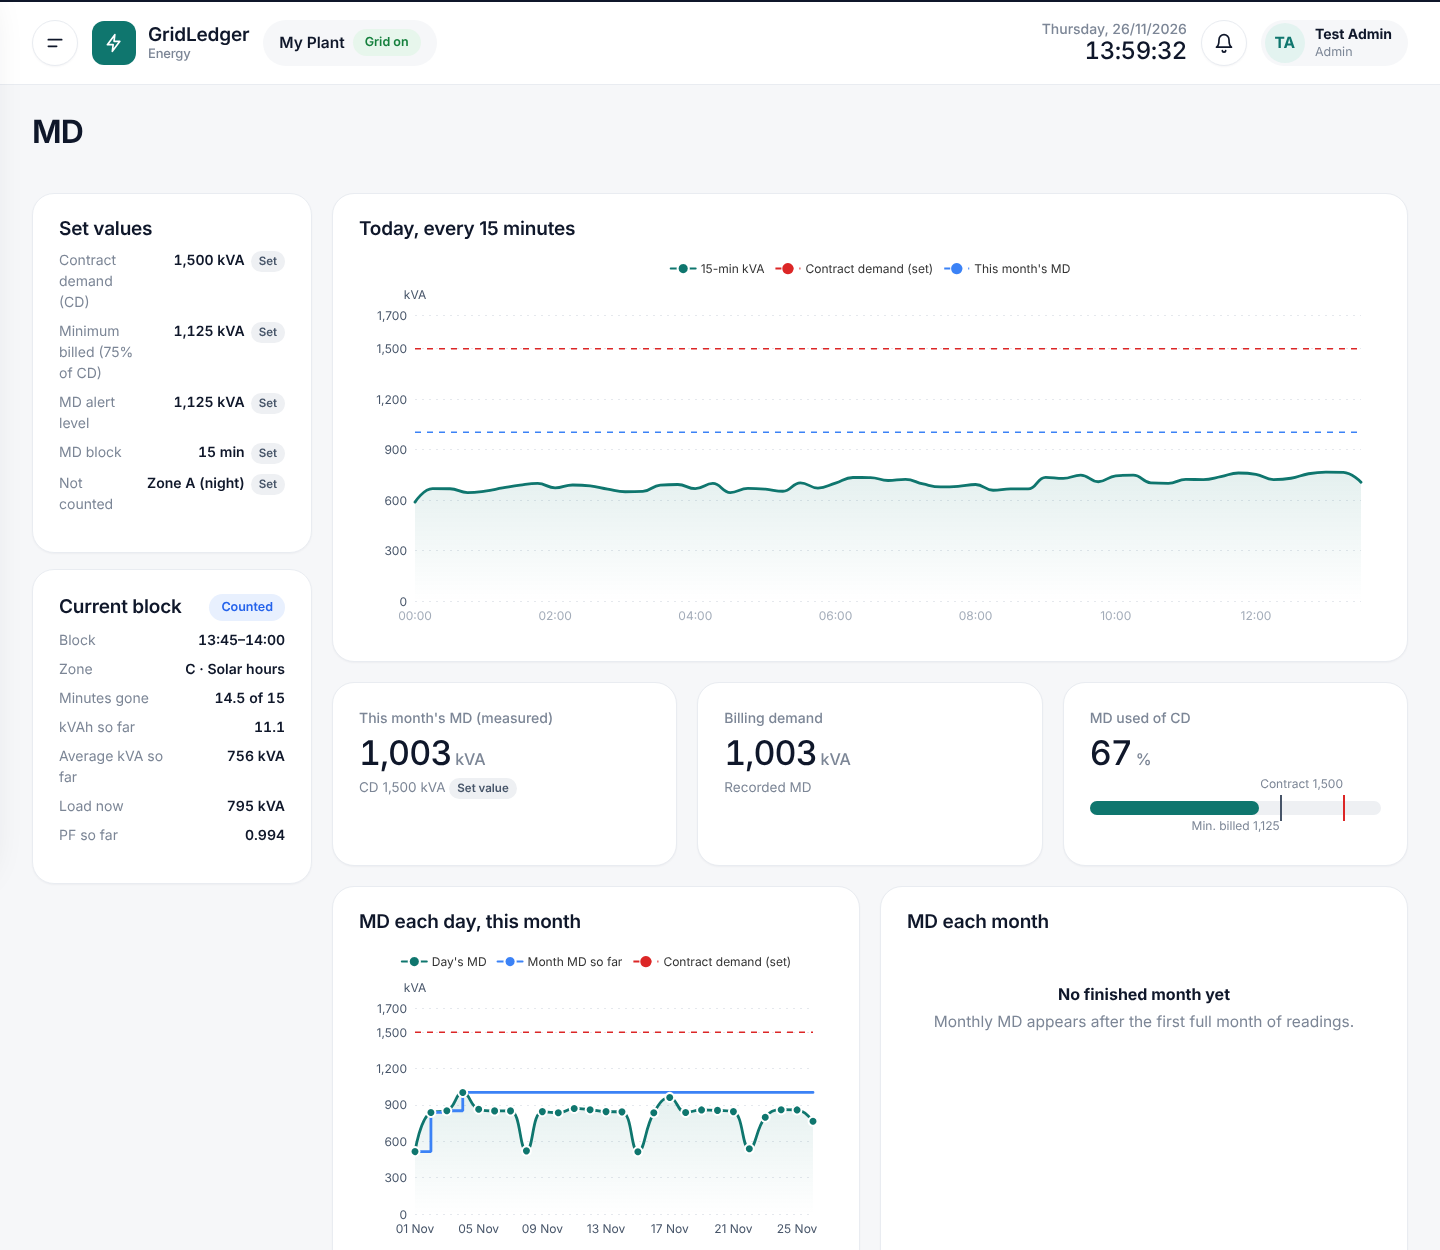 GridLedger
Energy
My Plant
Grid on
Thursday, 26/11/2026
13:59:32
TA
Test Admin
Admin
MD
Set values
Contract demand (CD) 1,500 kVA Set
Minimum billed (75% of CD) 1,125 kVA Set
MD alert level 1,125 kVA Set
MD block 15 min Set
Not counted Zone A (night) Set
Current block Counted
Block 13:45–14:00
Zone C · Solar hours
Minutes gone 14.5 of 15
kVAh so far 11.1
Average kVA so far 756 kVA
Load now 795 kVA
PF so far 0.994
Today, every 15 minutes
15-min kVA Contract demand (set) This month's MD
kVA
1,700
1,500
1,200
900
600
300
0
00:00 02:00 04:00 06:00 08:00 10:00 12:00
This month's MD (measured)
1,003 kVA
CD 1,500 kVA Set value
Billing demand
1,003 kVA
Recorded MD
MD used of CD
67 %
Contract 1,500
Min. billed 1,125
MD each day, this month
Day's MD Month MD so far Contract demand (set)
kVA
1,700
1,500
1,200
900
600
300
0
01 Nov 05 Nov 09 Nov 13 Nov 17 Nov 21 Nov 25 Nov
MD each month
No finished month yet
Monthly MD appears after the first full month of readings.